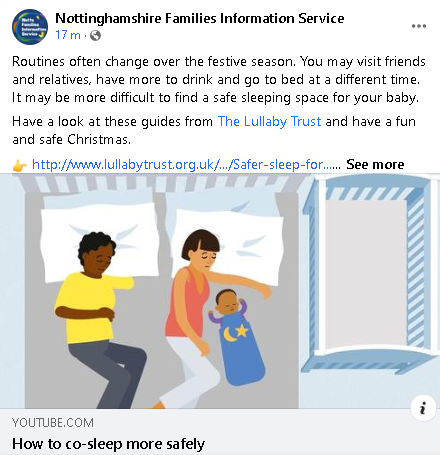 Nottinghamshire Families Information Service
17 m ·
Routines often change over the festive season. You may visit friends
and relatives, have more to drink and go to bed at a different time.
It may be more difficult to find a safe sleeping space for your baby.
Have a look at these guides from The Lullaby Trust and have a fun
and safe Christmas.
👉 http://www.lullabytrust.org.uk/.../Safer-sleep-for...... See more
YOUTUBE.COM
How to co-sleep more safely